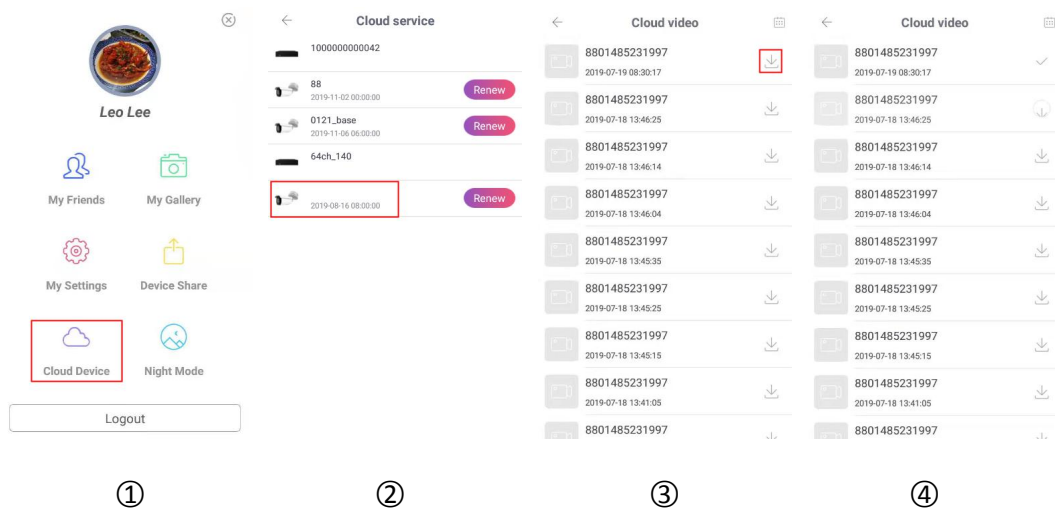 Leo Lee
My Friends
My Gallery
My Settings
Device Share
Cloud Device
Night Mode
Logout
①
Cloud service
1000000000042
88
2019-11-02 00:00:00
Renew
0121_base
2019-11-06 06:00:00
Renew
64ch_140
2019-08-16 08:00:00
Renew
②
Cloud video
8801485231997
2019-07-19 08:30:17
8801485231997
2019-07-18 13:46:25
8801485231997
2019-07-18 13:46:14
8801485231997
2019-07-18 13:46:04
8801485231997
2019-07-18 13:45:35
8801485231997
2019-07-18 13:45:25
8801485231997
2019-07-18 13:45:15
8801485231997
2019-07-18 13:41:05
8801485231997
③
Cloud video
8801485231997
2019-07-19 08:30:17
8801485231997
2019-07-18 13:46:25
8801485231997
2019-07-18 13:46:14
8801485231997
2019-07-18 13:46:04
8801485231997
2019-07-18 13:45:35
8801485231997
2019-07-18 13:45:25
8801485231997
2019-07-18 13:45:15
8801485231997
2019-07-18 13:41:05
8801485231997
④